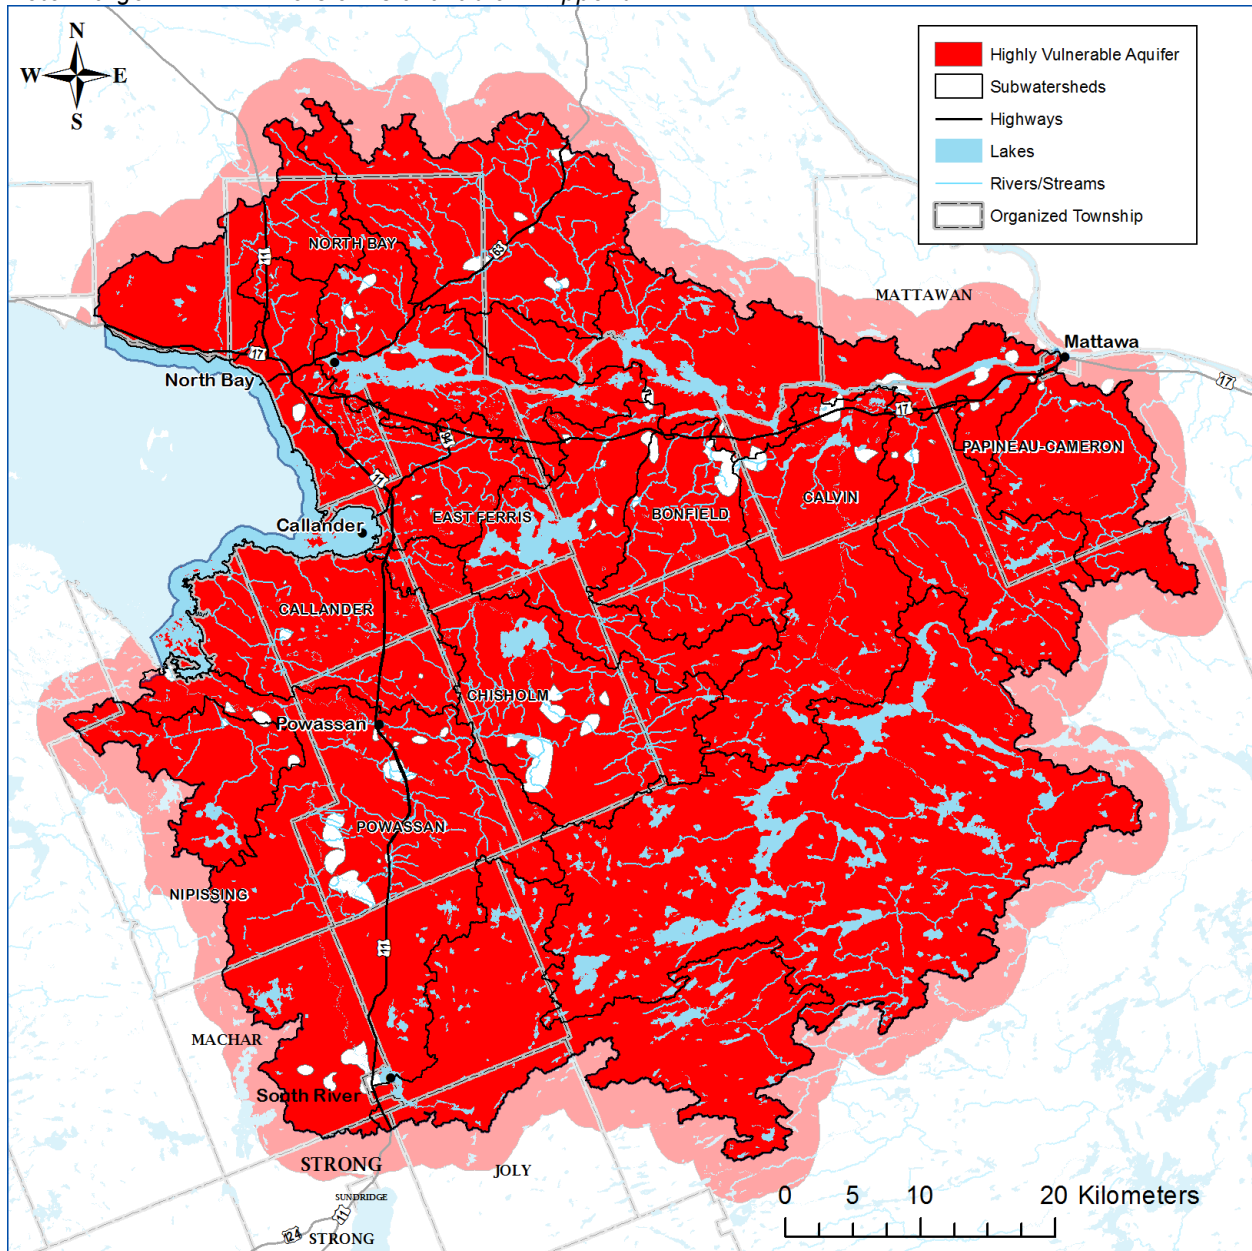 N
W E
S
Highly Vulnerable Aquifer
Subwatersheds
Highways
Lakes
Rivers/Streams
Organized Township
NORTH BAY
11
63
MATTAWAN
Mattawa
17
17
North Bay
17
94
PAPINEAU-CAMERON
11
CALVIN
BONFIELD
EAST FERRIS
Callander
CALLANDER
CHISHOLM
Powassan
POWASSAN
NIPISSING
11
MACHAR
South River
STRONG
JOLY
SUNDRIDGE
11
124
STRONG
0 5 10 20 Kilometers